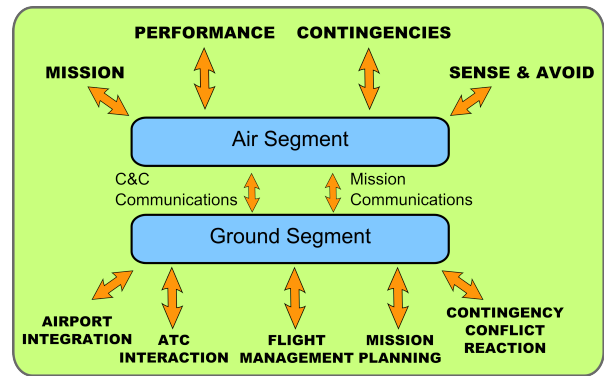 PERFORMANCE
CONTINGENCIES
MISSION
SENSE & AVOID
Air Segment
C&C
Communications
Mission
Communications
Ground Segment
AIRPORT
INTEGRATION
ATC
INTERACTION
FLIGHT
MANAGEMENT
MISSION
PLANNING
CONTINGENCY
CONFLICT
REACTION